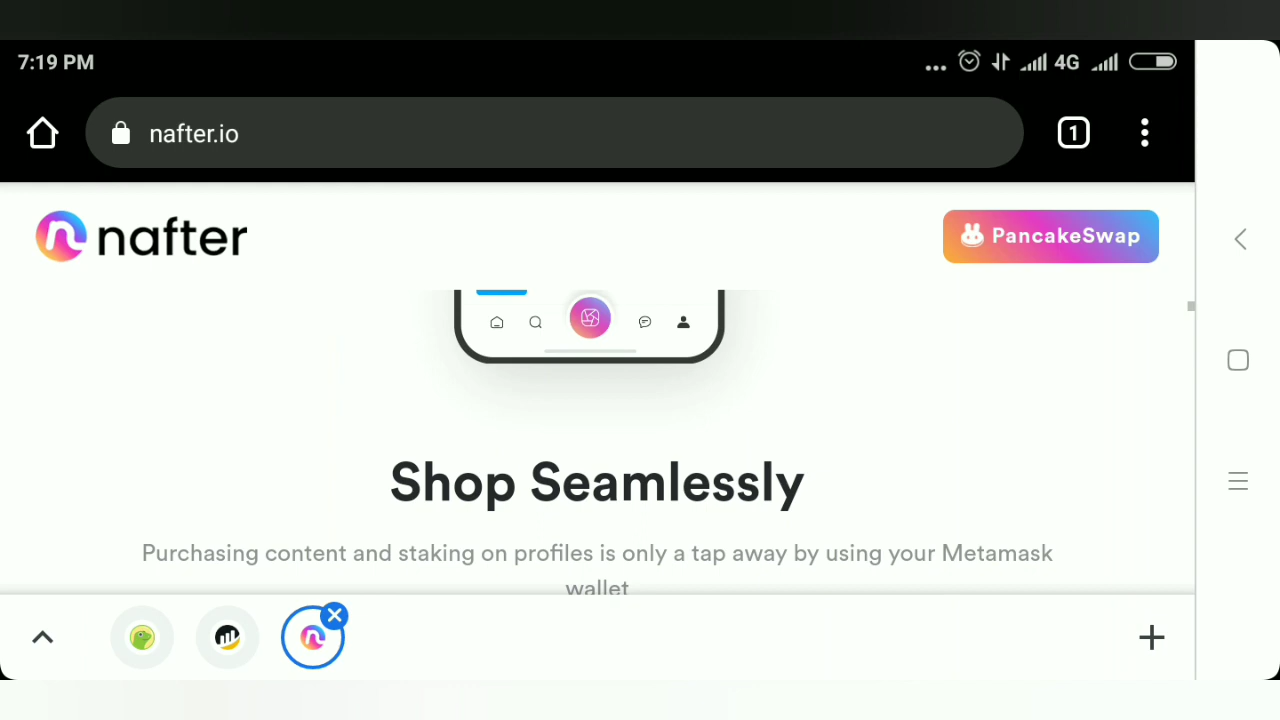 7:19 PM
4G
nafter.io
1
nafter
PancakeSwap
Shop Seamlessly
Purchasing content and staking on profiles is only a tap away by using your Metamask
wallet